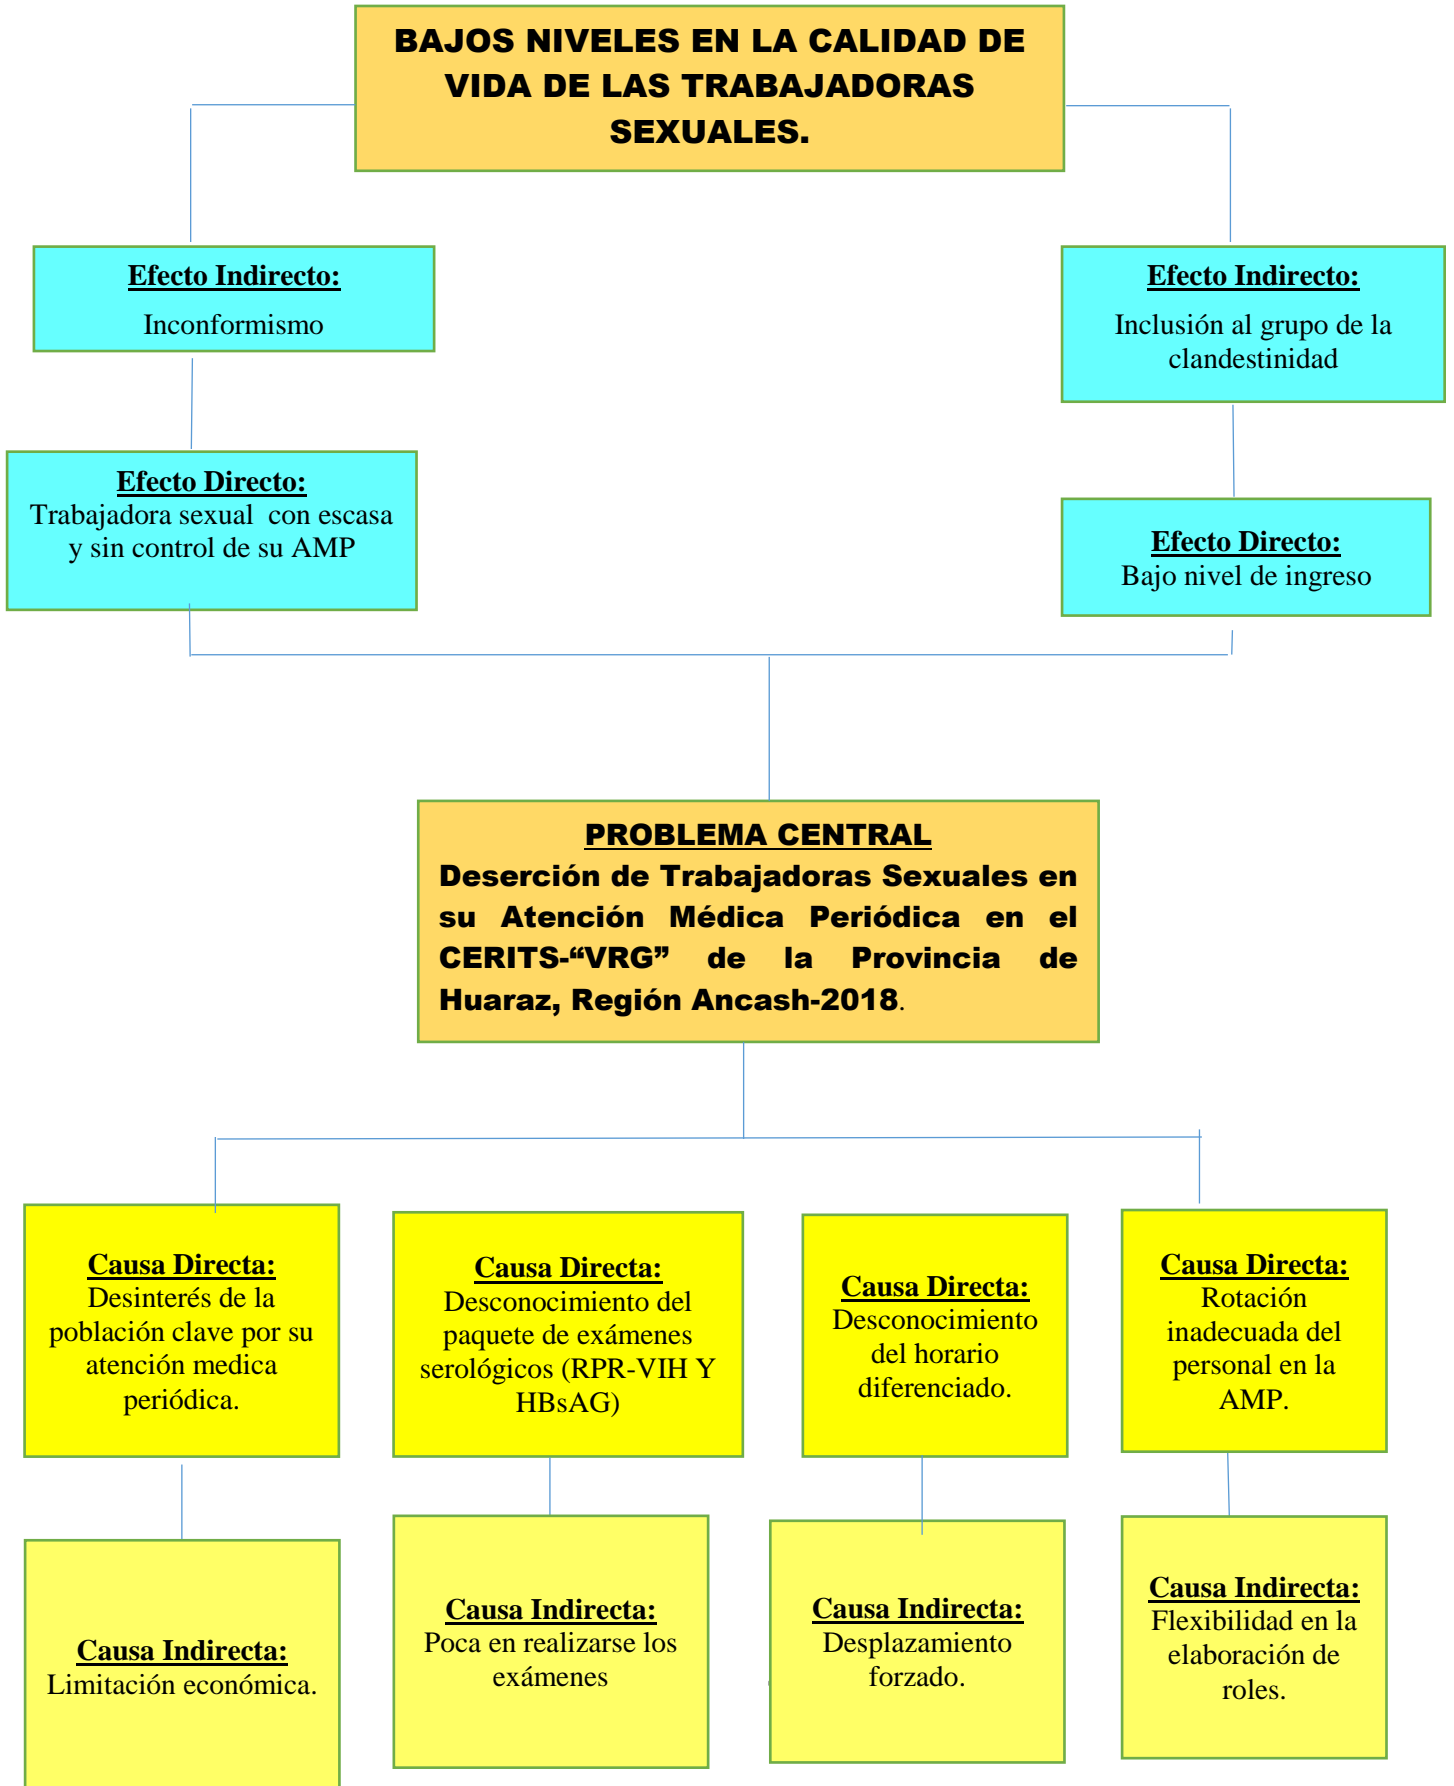 BAJOS NIVELES EN LA CALIDAD DE
VIDA DE LAS TRABAJADORAS
SEXUALES.
Efecto Indirecto:
Inconformismo
Efecto Indirecto:
Inclusión al grupo de la
clandestinidad
Efecto Directo:
Trabajadora sexual con escasa
y sin control de su AMP
Efecto Directo:
Bajo nivel de ingreso
PROBLEMA CENTRAL
Deserción de Trabajadoras Sexuales en
su Atención Médica Periódica en el
CERITS-“VRG” de la Provincia de
Huaraz, Región Ancash-2018.
Causa Directa:
Desinterés de la
población clave por su
atención medica
periódica.
Causa Directa:
Desconocimiento del
paquete de exámenes
serológicos (RPR-VIH Y
HBsAG)
Causa Directa:
Desconocimiento
del horario
diferenciado.
Causa Directa:
Rotación
inadecuada del
personal en la
AMP.
Causa Indirecta:
Limitación económica.
Causa Indirecta:
Poca en realizarse los
exámenes
Causa Indirecta:
Desplazamiento
forzado.
Causa Indirecta:
Flexibilidad en la
elaboración de
roles.